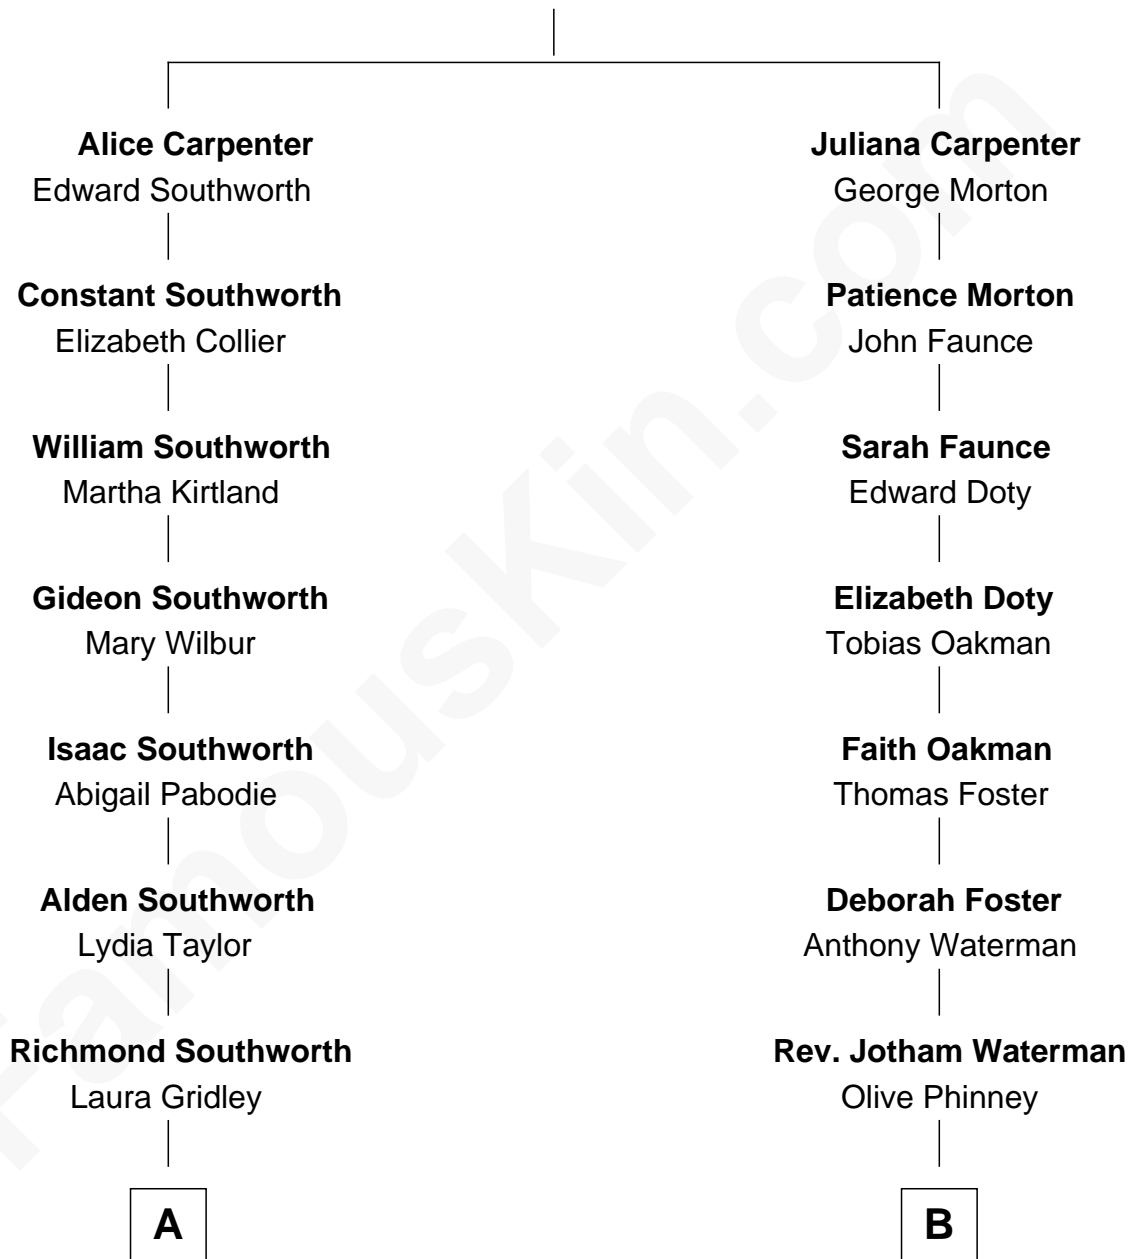 Alice Carpenter
Edward Southworth
Constant Southworth
Elizabeth Collier
William Southworth
Martha Kirtland
Gideon Southworth
Mary Wilbur
Isaac Southworth
Abigail Pabodie
Alden Southworth
Lydia Taylor
Richmond Southworth
Laura Gridley
A
Juliana Carpenter
George Morton
Patience Morton
John Faunce
Sarah Faunce
Edward Doty
Elizabeth Doty
Tobias Oakman
Faith Oakman
Thomas Foster
Deborah Foster
Anthony Waterman
Rev. Jotham Waterman
Olive Phinney
B
FamousKin.com